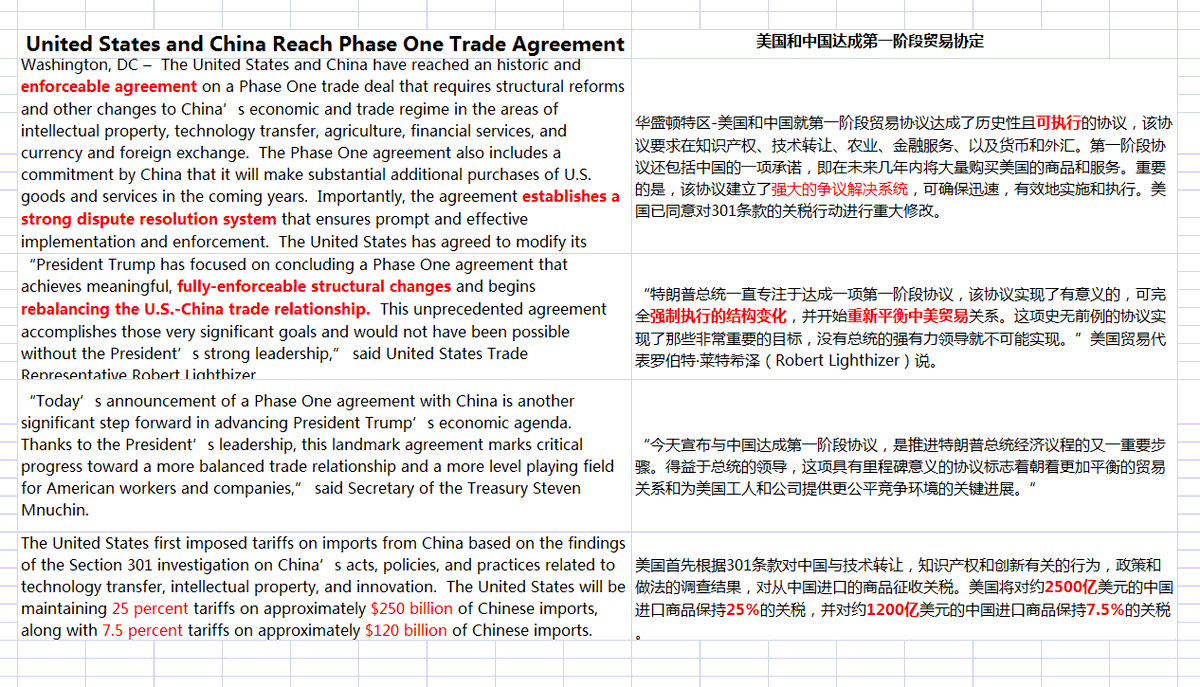 United States and China Reach Phase One Trade Agreement
美国和中国达成第一阶段贸易协定
Washington, DC –  The United States and China have reached an historic and
enforceable agreement on a Phase One trade deal that requires structural reforms
and other changes to China’s economic and trade regime in the areas of
intellectual property, technology transfer, agriculture, financial services, and
currency and foreign exchange.  The Phase One agreement also includes a
commitment by China that it will make substantial additional purchases of U.S.
goods and services in the coming years.  Importantly, the agreement establishes a
strong dispute resolution system that ensures prompt and effective
implementation and enforcement.  The United States has agreed to modify its
华盛顿特区-美国和中国就第一阶段贸易协议达成了历史性且可执行的协议，该协
议要求在知识产权、技术转让、农业、金融服务、以及货币和外汇。第一阶段协
议还包括中国的一项承诺，即在未来几年内将大量购买美国的商品和服务。重要
的是，该协议建立了强大的争议解决系统，可确保迅速，有效地实施和执行。美
国已同意对301条款的关税行动进行重大修改。
“President Trump has focused on concluding a Phase One agreement that
achieves meaningful, fully-enforceable structural changes and begins
rebalancing the U.S.-China trade relationship.  This unprecedented agreement
accomplishes those very significant goals and would not have been possible
without the President’s strong leadership,” said United States Trade
Representative Robert Lighthizer
“特朗普总统一直专注于达成一项第一阶段协议，该协议实现了有意义的，可完
全强制执行的结构变化，并开始重新平衡中美贸易关系。这项史无前例的协议实
现了那些非常重要的目标，没有总统的强有力领导就不可能实现。”美国贸易代
表罗伯特·莱特希泽（Robert Lighthizer）说。
“Today’s announcement of a Phase One agreement with China is another
significant step forward in advancing President Trump’s economic agenda.
Thanks to the President’s leadership, this landmark agreement marks critical
progress toward a more balanced trade relationship and a more level playing field
for American workers and companies,“ said Secretary of the Treasury Steven
Mnuchin.
“今天宣布与中国达成第一阶段协议，是推进特朗普总统经济议程的又一重要步
骤。得益于总统的领导，这项具有里程碑意义的协议标志着朝着更加平衡的贸易
关系和为美国工人和公司提供更公平竞争环境的关键进展。“
The United States first imposed tariffs on imports from China based on the findings
of the Section 301 investigation on China’s acts, policies, and practices related to
technology transfer, intellectual property, and innovation.  The United States will be
maintaining 25 percent tariffs on approximately $250 billion of Chinese imports,
along with 7.5 percent tariffs on approximately $120 billion of Chinese imports.
美国首先根据301条款对中国与技术转让，知识产权和创新有关的行为，政策和
做法的调查结果，对从中国进口的商品征收关税。美国将对约2500亿美元的中国
进口商品保持25%的关税，并对约1200亿美元的中国进口商品保持7.5%的关税
。